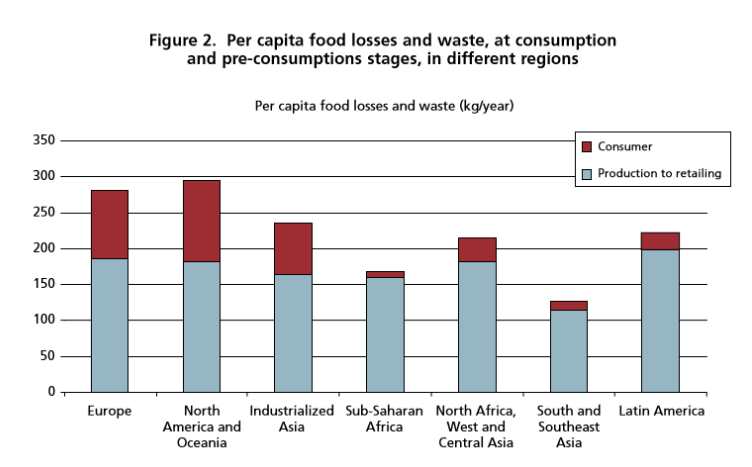 Figure 2. Per capita food losses and waste, at consumption
and pre-consumptions stages, in different regions
Per capita food losses and waste (kg/year)
350
300
250
200
150
100
50
0
Consumer
Production to retailing
Europe
North
America and
Oceania
Industrialized
Asia
Sub-Saharan
Africa
North Africa,
West and
Central Asia
South and
Southeast
Asia
Latin America